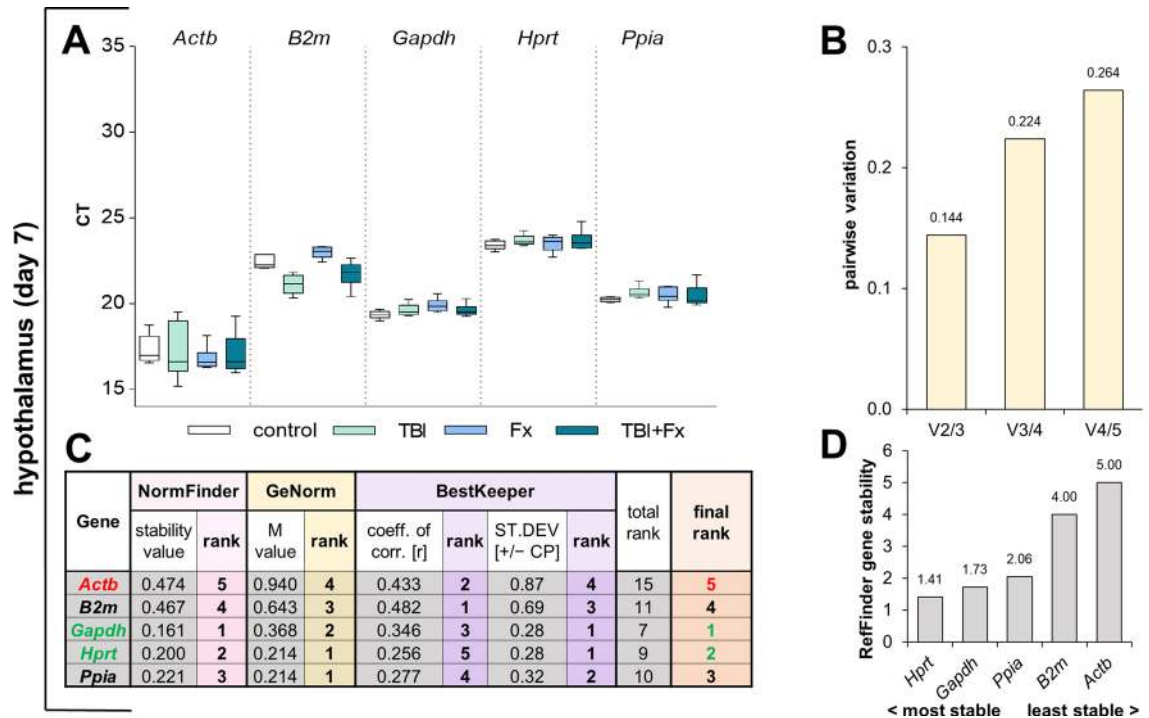 hypothalamus (day 7)
A
Actb B2m Gapdh Hprt Ppia
35
30
25
20
15
CT
control TBI Fx TBI+Fx
B
pairwise variation
0.3
0.2
0.1
0.0
0.144
0.224
0.264
V2/3 V3/4 V4/5
C
Gene NormFinder GeNorm BestKeeper total rank final rank
stability value rank M value rank coeff. of corr. [r] rank ST.DEV [+/− CP] rank
Actb 0.474 5 0.940 4 0.433 2 0.87 4 15 5
B2m 0.467 4 0.643 3 0.482 1 0.69 3 11 4
Gapdh 0.161 1 0.368 2 0.346 3 0.28 1 7 1
Hprt 0.200 2 0.214 1 0.256 5 0.28 1 9 2
Ppia 0.221 3 0.214 1 0.277 4 0.32 2 10 3
D
RefFinder gene stability
6
5
4
3
2
1
0
1.41
1.73
2.06
4.00
5.00
Hprt Gapdh Ppia B2m Actb
< most stable least stable >